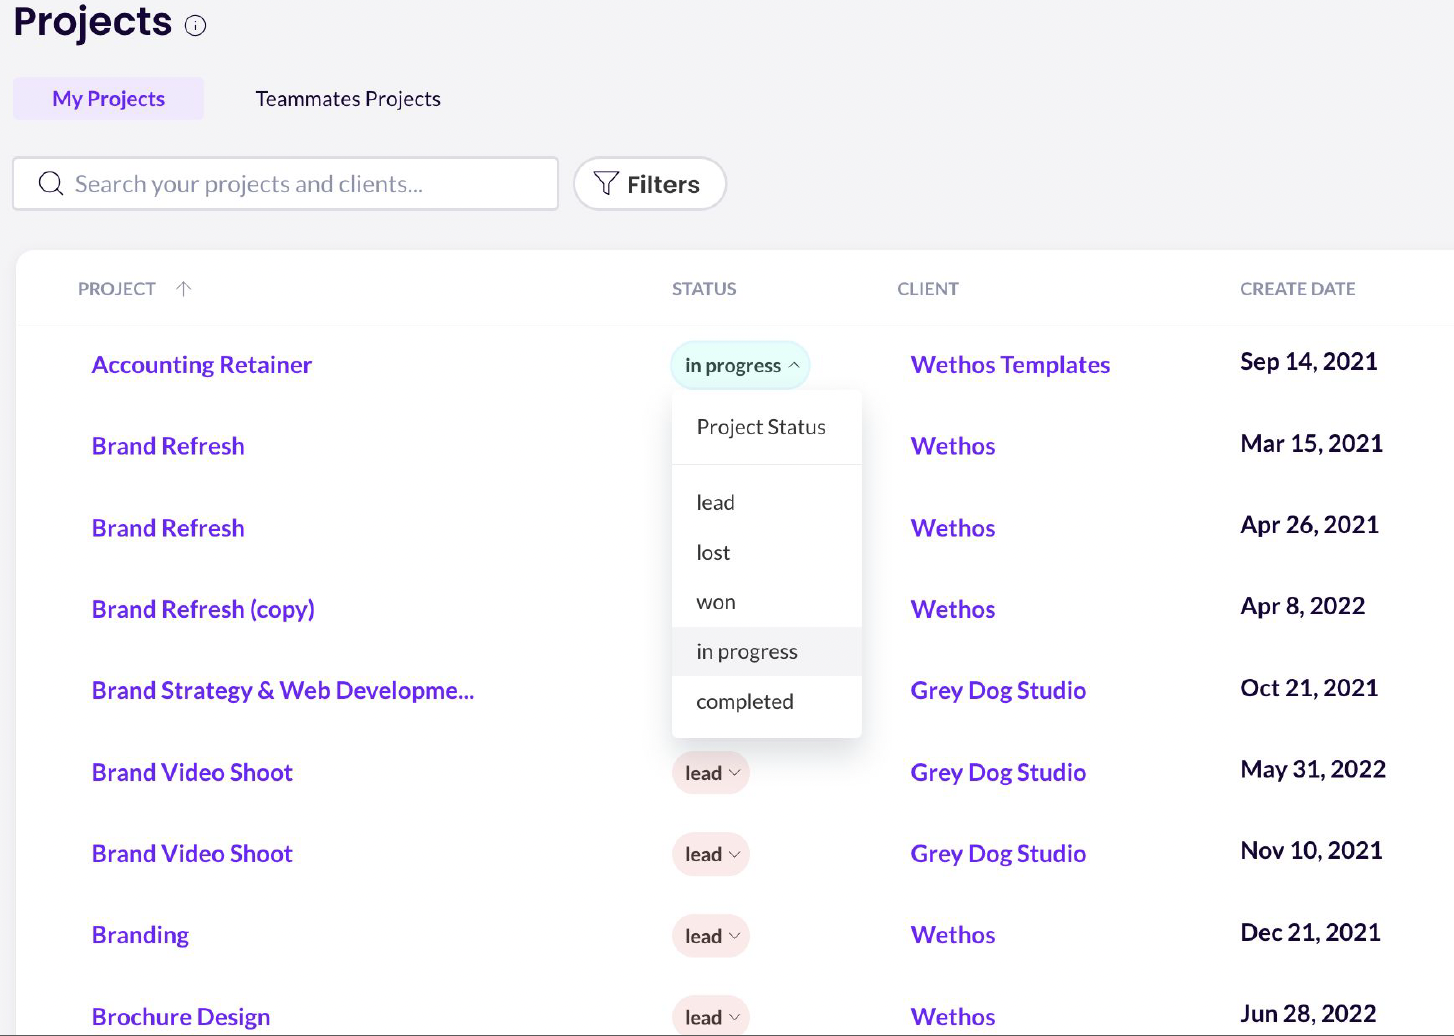 Projects
My Projects Teammates Projects
Search your projects and clients... Filters
PROJECT STATUS CLIENT CREATE DATE
Accounting Retainer in progress Wethos Templates Sep 14, 2021
Project Status
Brand Refresh Wethos Mar 15, 2021
lead
Brand Refresh Wethos Apr 26, 2021
lost
won
Brand Refresh (copy) Wethos Apr 8, 2022
in progress
Brand Strategy & Web Developme... Grey Dog Studio Oct 21, 2021
completed
Brand Video Shoot lead Grey Dog Studio May 31, 2022
Brand Video Shoot lead Grey Dog Studio Nov 10, 2021
Branding lead Wethos Dec 21, 2021
Brochure Design lead Wethos Jun 28, 2022